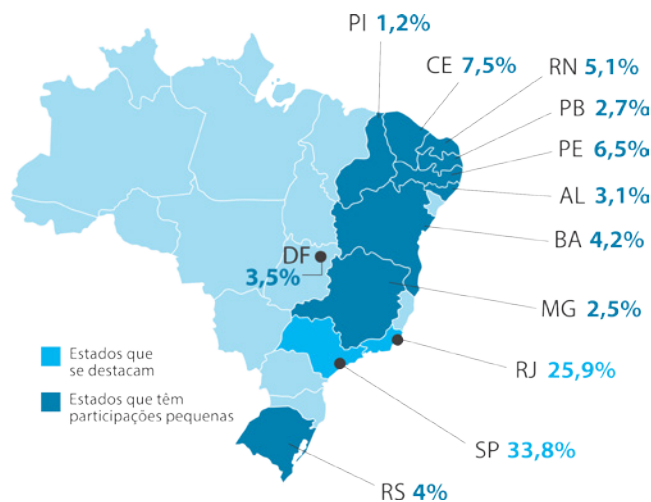 PI 1,2%
CE 7,5%
RN 5,1%
PB 2,7%
PE 6,5%
AL 3,1%
BA 4,2%
DF
3,5%
MG 2,5%
RJ 25,9%
SP 33,8%
RS 4%
Estados que
se destacam
Estados que têm
participações pequenas